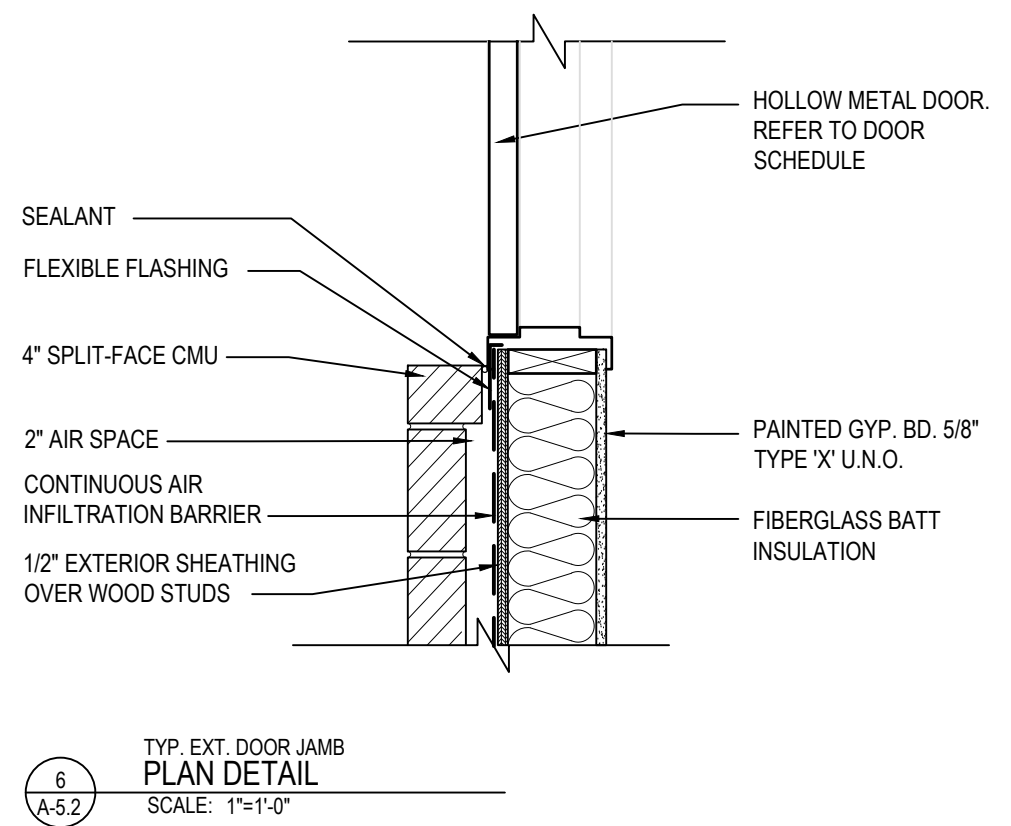 HOLLOW METAL DOOR.
REFER TO DOOR
SCHEDULE
SEALANT
FLEXIBLE FLASHING
4" SPLIT-FACE CMU
2" AIR SPACE
CONTINUOUS AIR
INFILTRATION BARRIER
1/2" EXTERIOR SHEATHING
OVER WOOD STUDS
PAINTED GYP. BD. 5/8"
TYPE 'X' U.N.O.
FIBERGLASS BATT
INSULATION
TYP. EXT. DOOR JAMB
6
PLAN DETAIL
A-5.2
SCALE: 1"=1'-0"